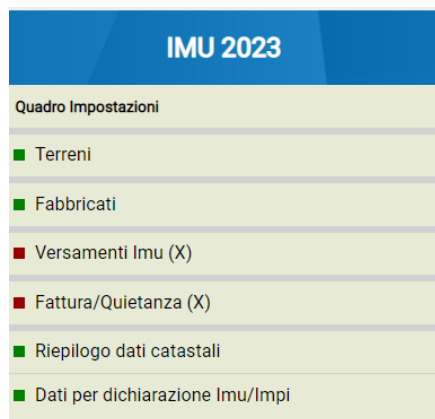 IMU 2023
Quadro Impostazioni
Terreni
Fabbricati
Versamenti Imu (X)
Fattura/Quietanza (X)
Riepilogo dati catastali
Dati per dichiarazione Imu/Impi